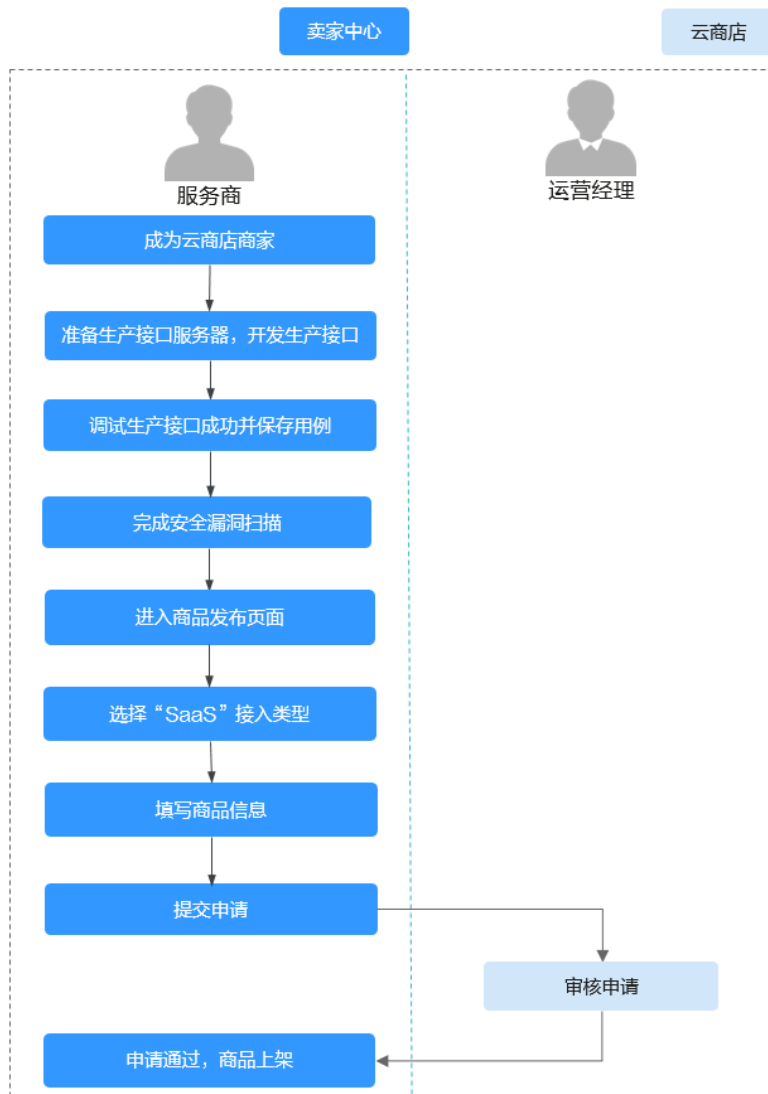 卖家中心
云商店
服务商
运营经理
成为云商店商家
准备生产接口服务器，开发生产接口
调试生产接口成功并保存用例
完成安全漏洞扫描
进入商品发布页面
选择“SaaS”接入类型
填写商品信息
提交申请
审核申请
申请通过，商品上架